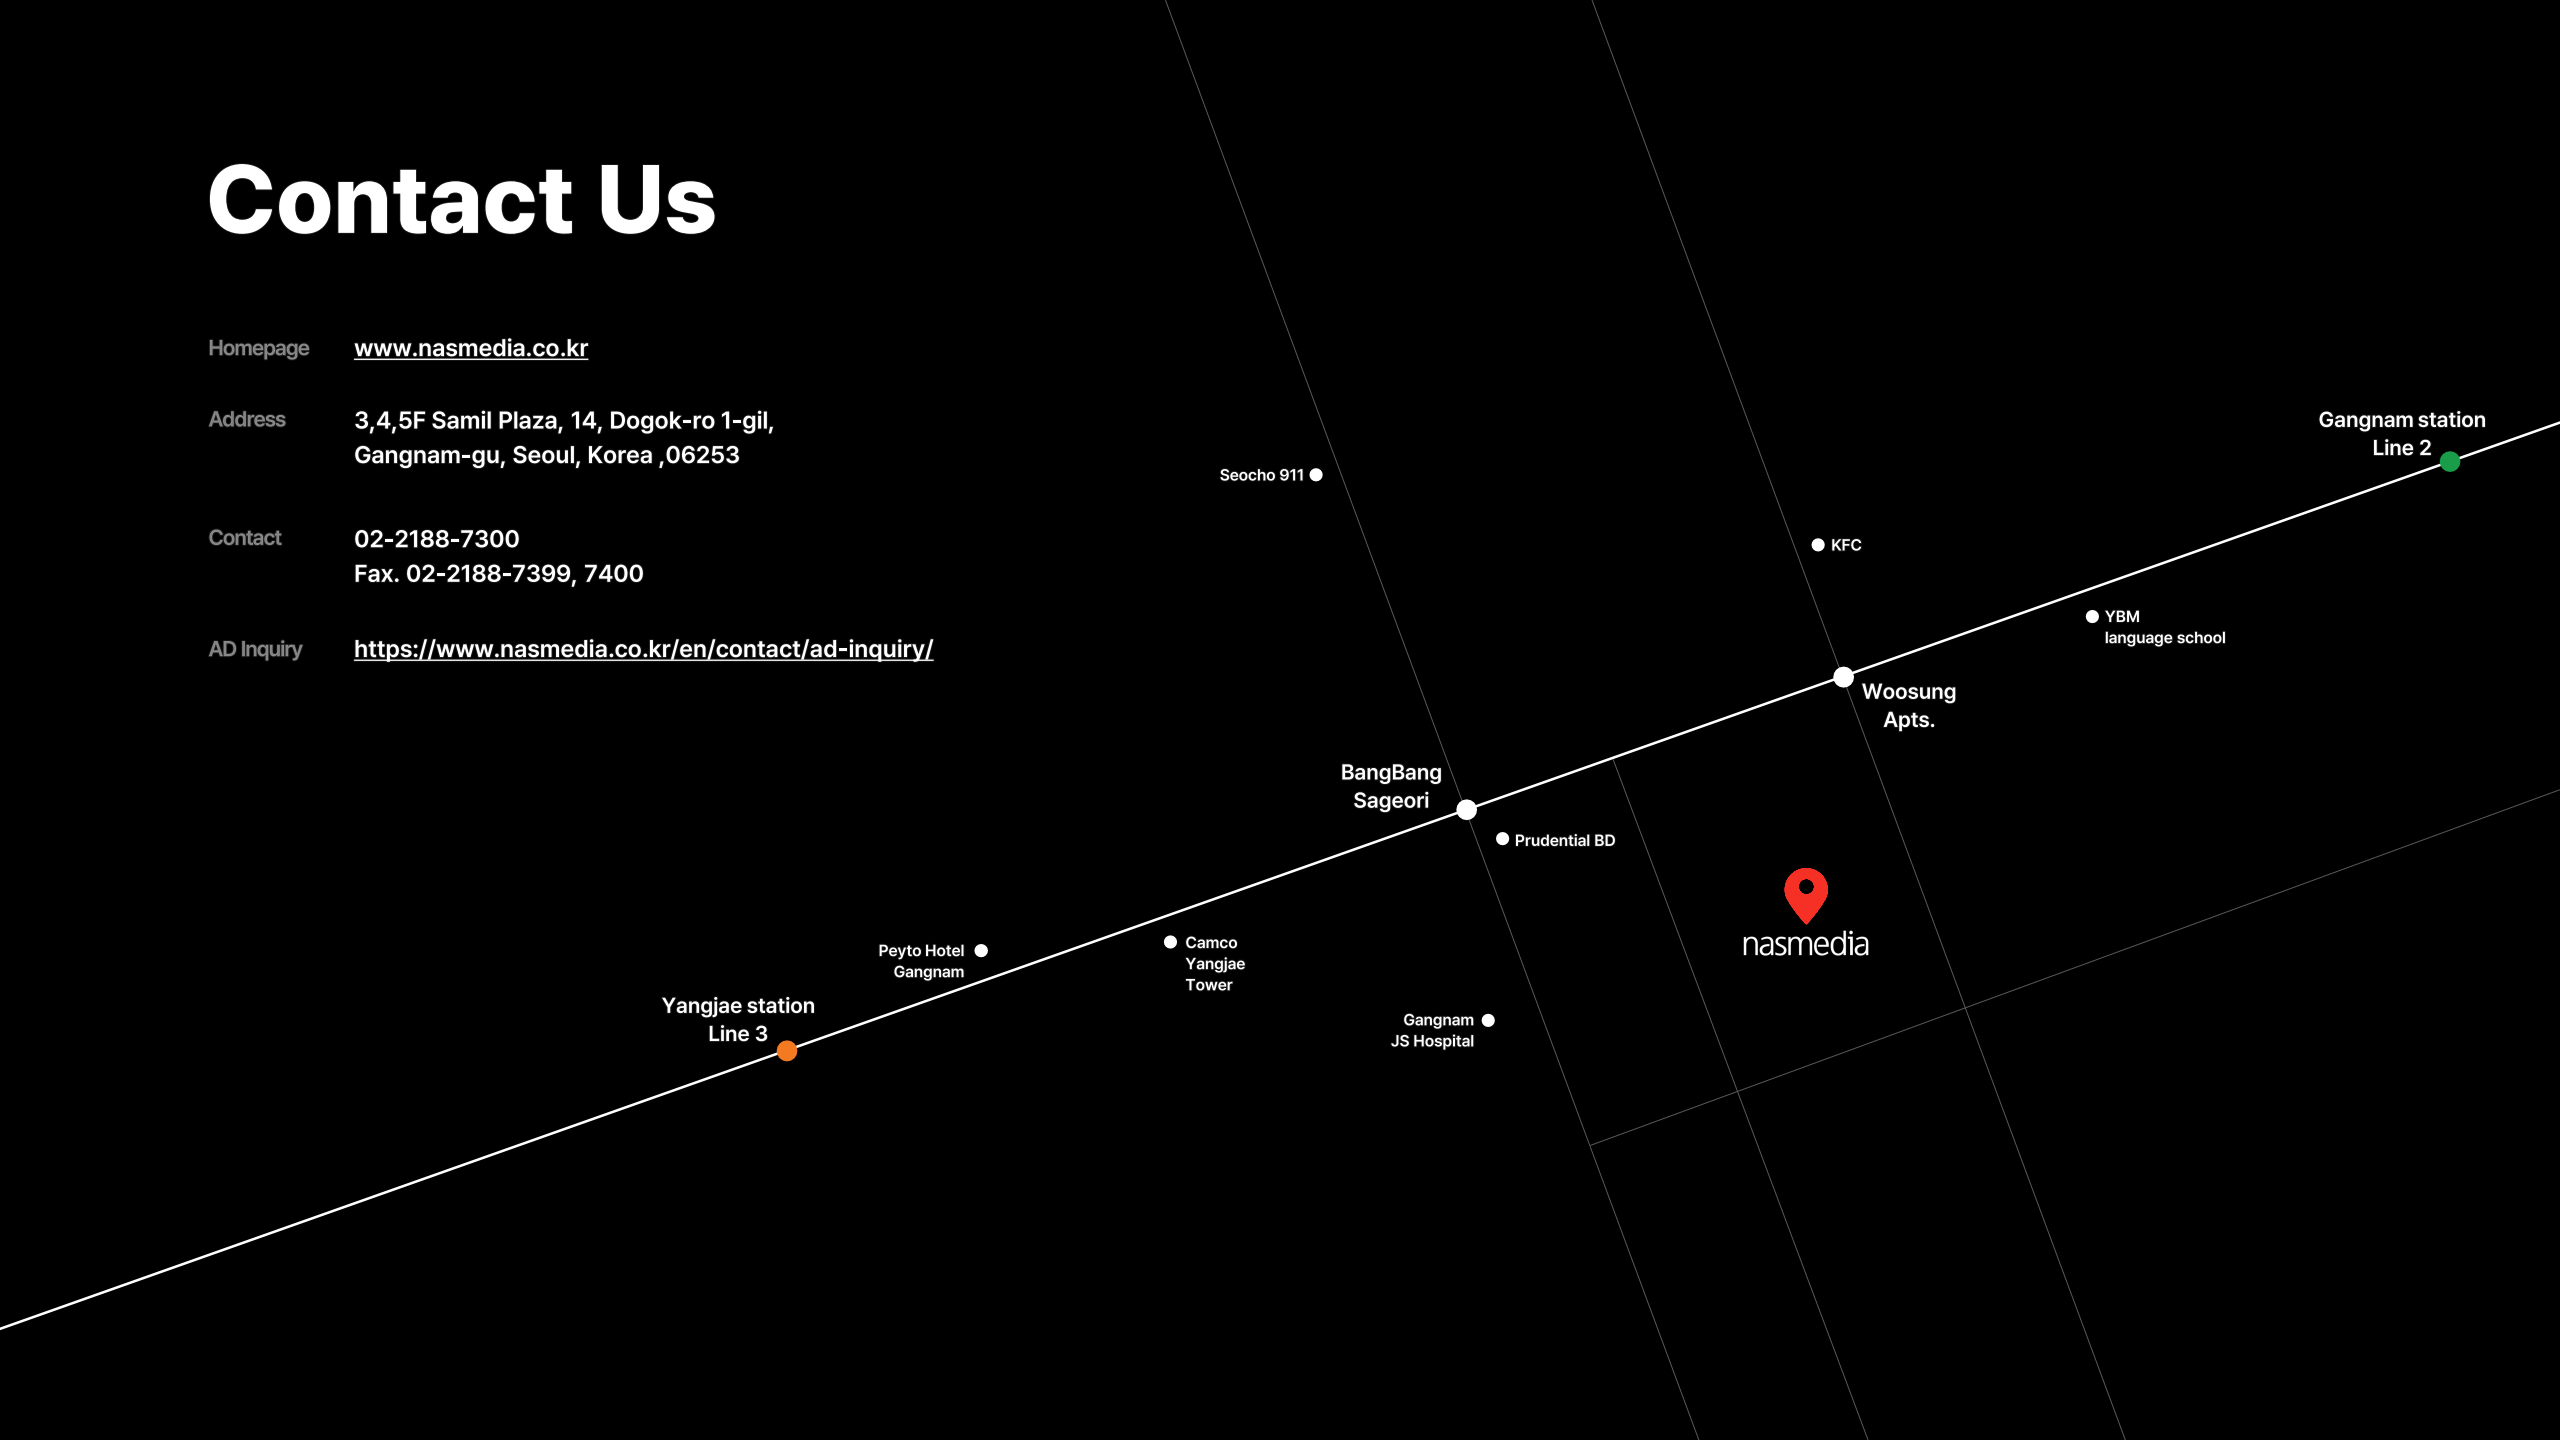 Contact Us
Homepage www.nasmedia.co.kr
Address 3,4,5F Samil Plaza, 14, Dogok-ro 1-gil,
Gangnam-gu, Seoul, Korea ,06253
Contact 02-2188-7300
Fax. 02-2188-7399, 7400
AD Inquiry https://www.nasmedia.co.kr/en/contact/ad-inquiry/
Gangnam station
Line 2
Seocho 911
KFC
YBM
language school
Woosung
Apts.
BangBang
Sageori
Prudential BD
nasmedia
Peyto Hotel
Gangnam
Camco
Yangjae
Tower
Yangjae station
Line 3
Gangnam
JS Hospital